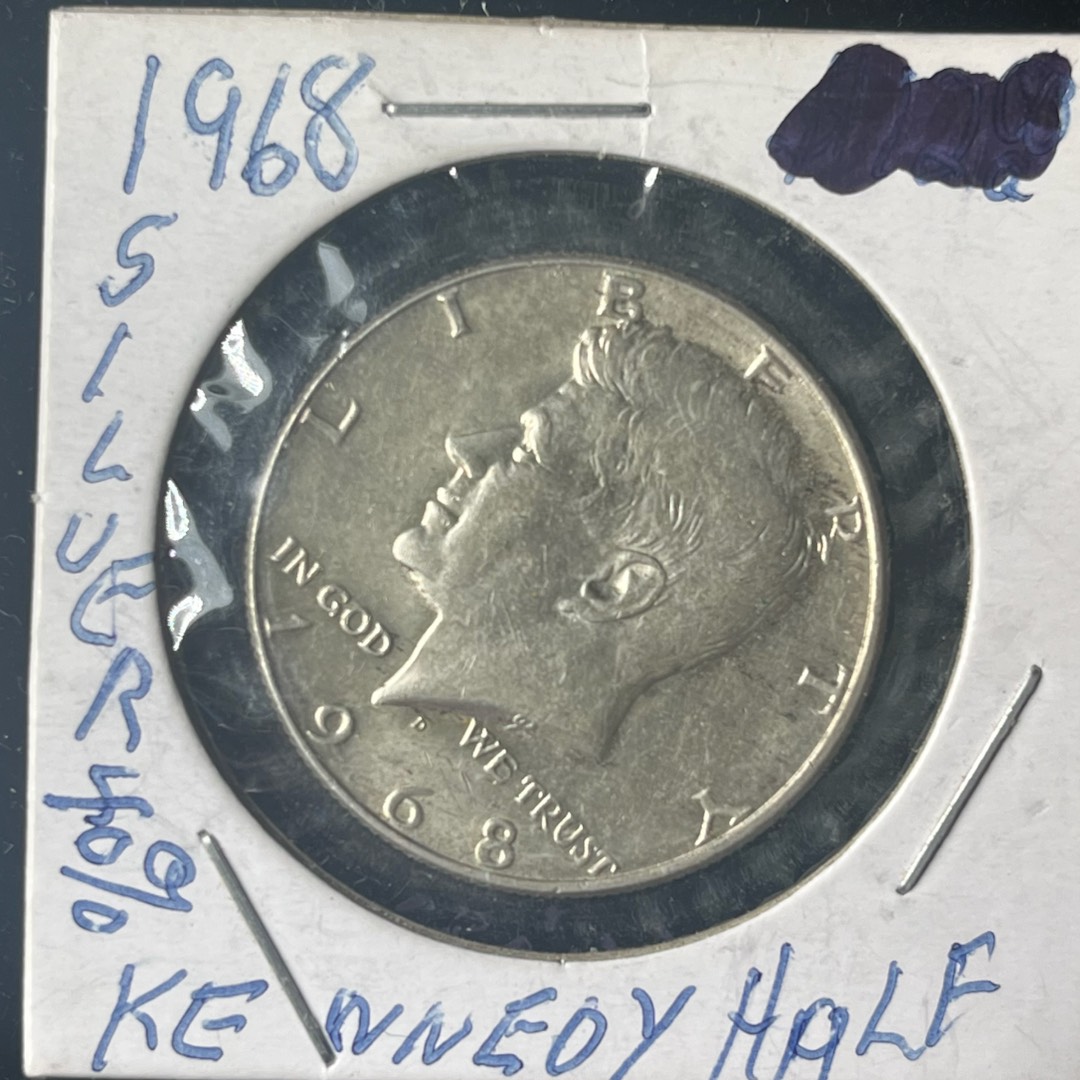 1968
SILVER 40%
LIBERTY
IN GOD WE TRUST
D
1968
KENNEDY HALF